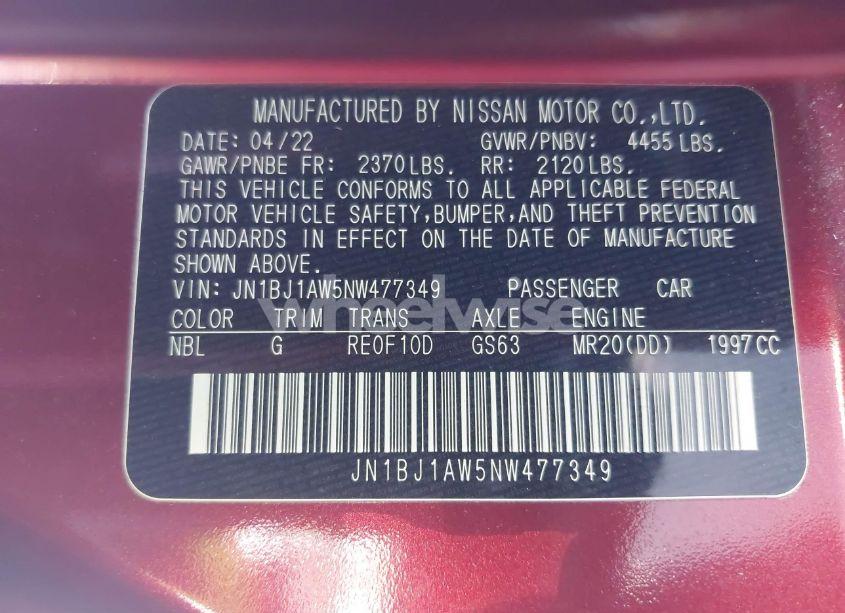 MANUFACTURED BY NISSAN MOTOR CO.,LTD.
DATE: 04/22 GVWR/PNBV: 4455 LBS.
GAWR/PNBE FR: 2370LBS. RR: 2120LBS.
THIS VEHICLE CONFORMS TO ALL APPLICABLE FEDERAL
MOTOR VEHICLE SAFETY,BUMPER,AND THEFT PREVENTION
STANDARDS IN EFFECT ON THE DATE OF MANUFACTURE
SHOWN ABOVE.
VIN: JN1BJ1AW5NW477349 PASSENGER CAR
wheelwise
COLOR TRIM TRANS AXLE ENGINE
NBL G RE0F10D GS63 MR20(DD) 1997CC
JN1BJ1AW5NW477349